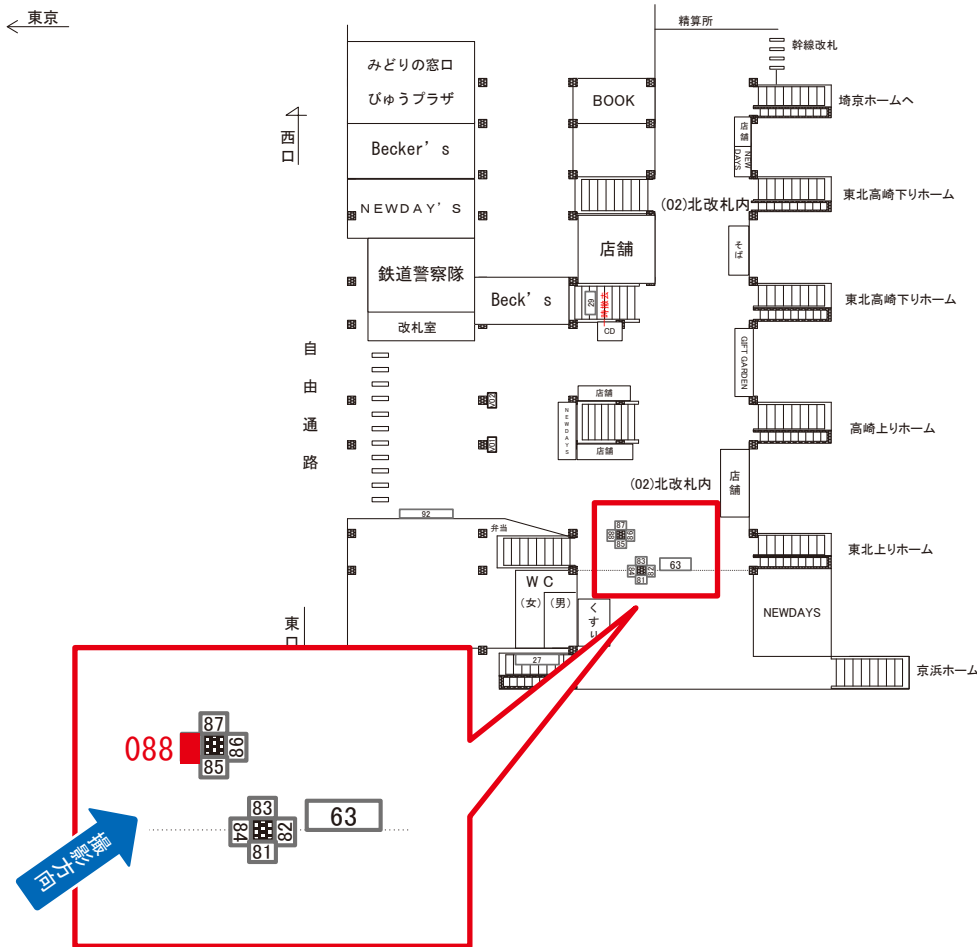 東京
精算所
幹線改札
みどりの窓口
びゅうプラザ
BOOK
埼京ホームへ
西口
Becker's
店舗
NEW DAYS
東北高崎下りホーム
NEWDAY'S
(02)北改札内
店舗
そば
鉄道警察隊
Beck's
29
CD
東北高崎下りホーム
改札室
自由通路
GIFT GARDEN
店舗
V02
NEWDAYS
高崎上りホーム
V01
店舗
(02)北改札内
店舗
92
弁当
87
88
86
85
東北上りホーム
83
84
82
81
63
WC
(女)
(男)
くすり
NEWDAYS
東口
27
京浜ホーム
87
088
86
85
83
63
84
82
81
撮影方向